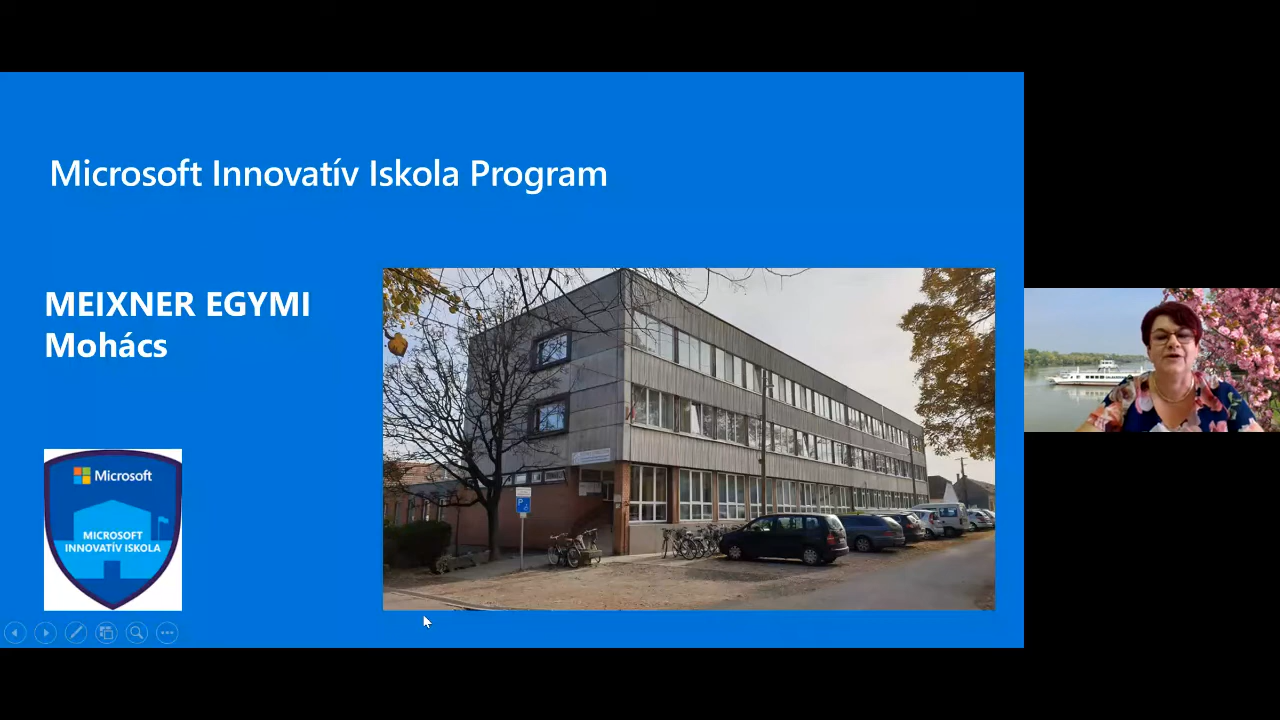 Microsoft Innovatív Iskola Program
MEIXNER EGYMI
Mohács
Microsoft
MICROSOFT
INNOVATÍV ISKOLA
P